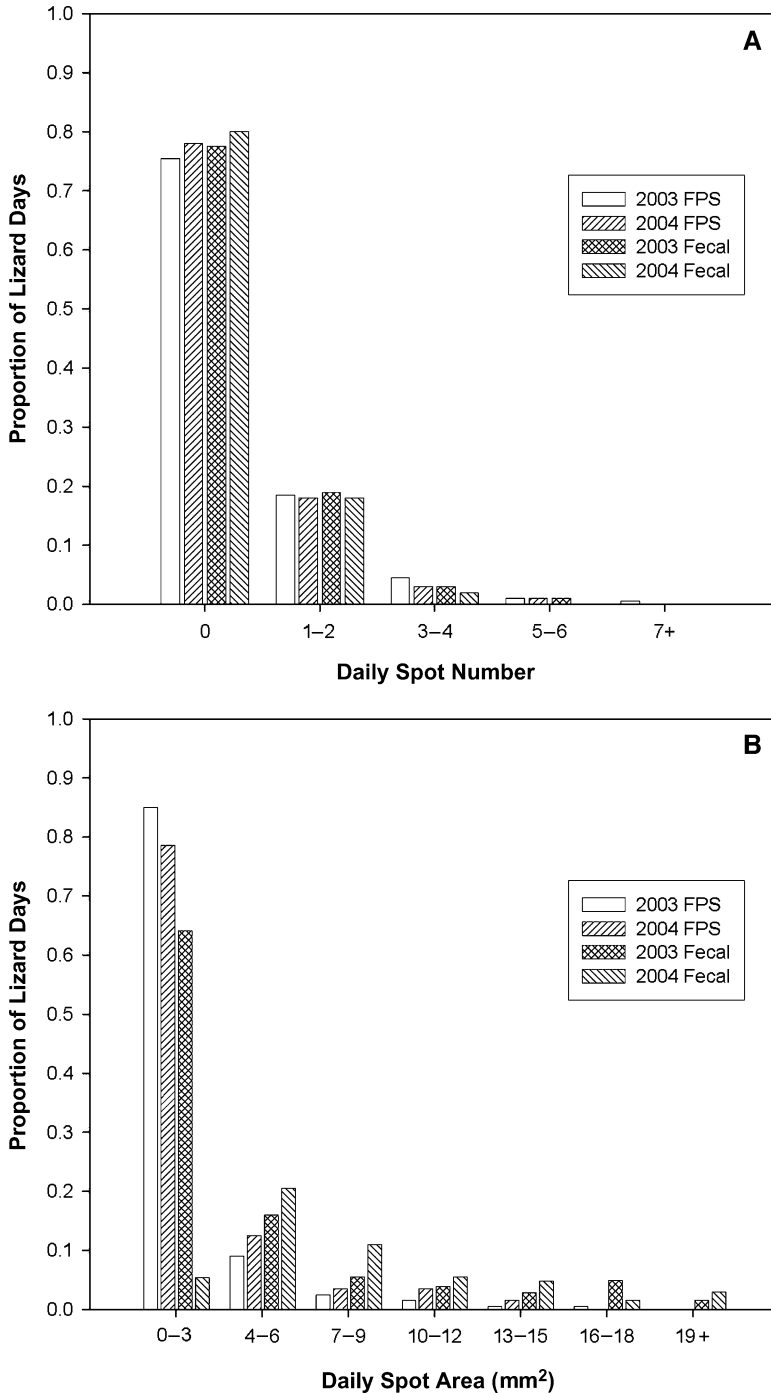 A
1.0
0.9
0.8
0.7
0.6
0.5
0.4
0.3
0.2
0.1
0.0
Proportion of Lizard Days
2003 FPS
2004 FPS
2003 Fecal
2004 Fecal
0 1–2 3–4 5–6 7+
Daily Spot Number
B
1.0
0.9
0.8
0.7
0.6
0.5
0.4
0.3
0.2
0.1
0.0
Proportion of Lizard Days
2003 FPS
2004 FPS
2003 Fecal
2004 Fecal
0–3 4–6 7–9 10–12 13–15 16–18 19+
Daily Spot Area (mm²)